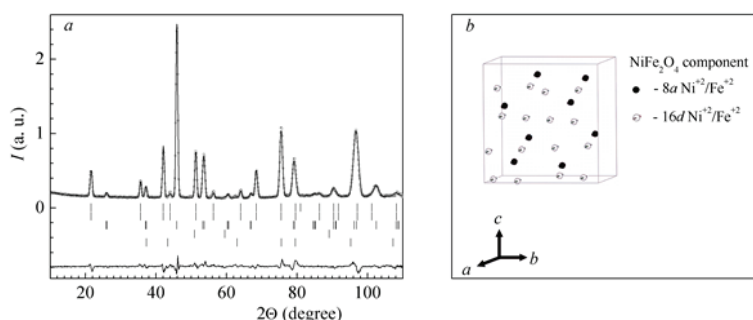 a
I (a. u.)
2
1
0
20 40 60 80 100
2Θ (degree)
b
NiFe₂O₄ component
- 8a Ni⁺²/Fe⁺²
- 16d Ni⁺²/Fe⁺²
c
a
b